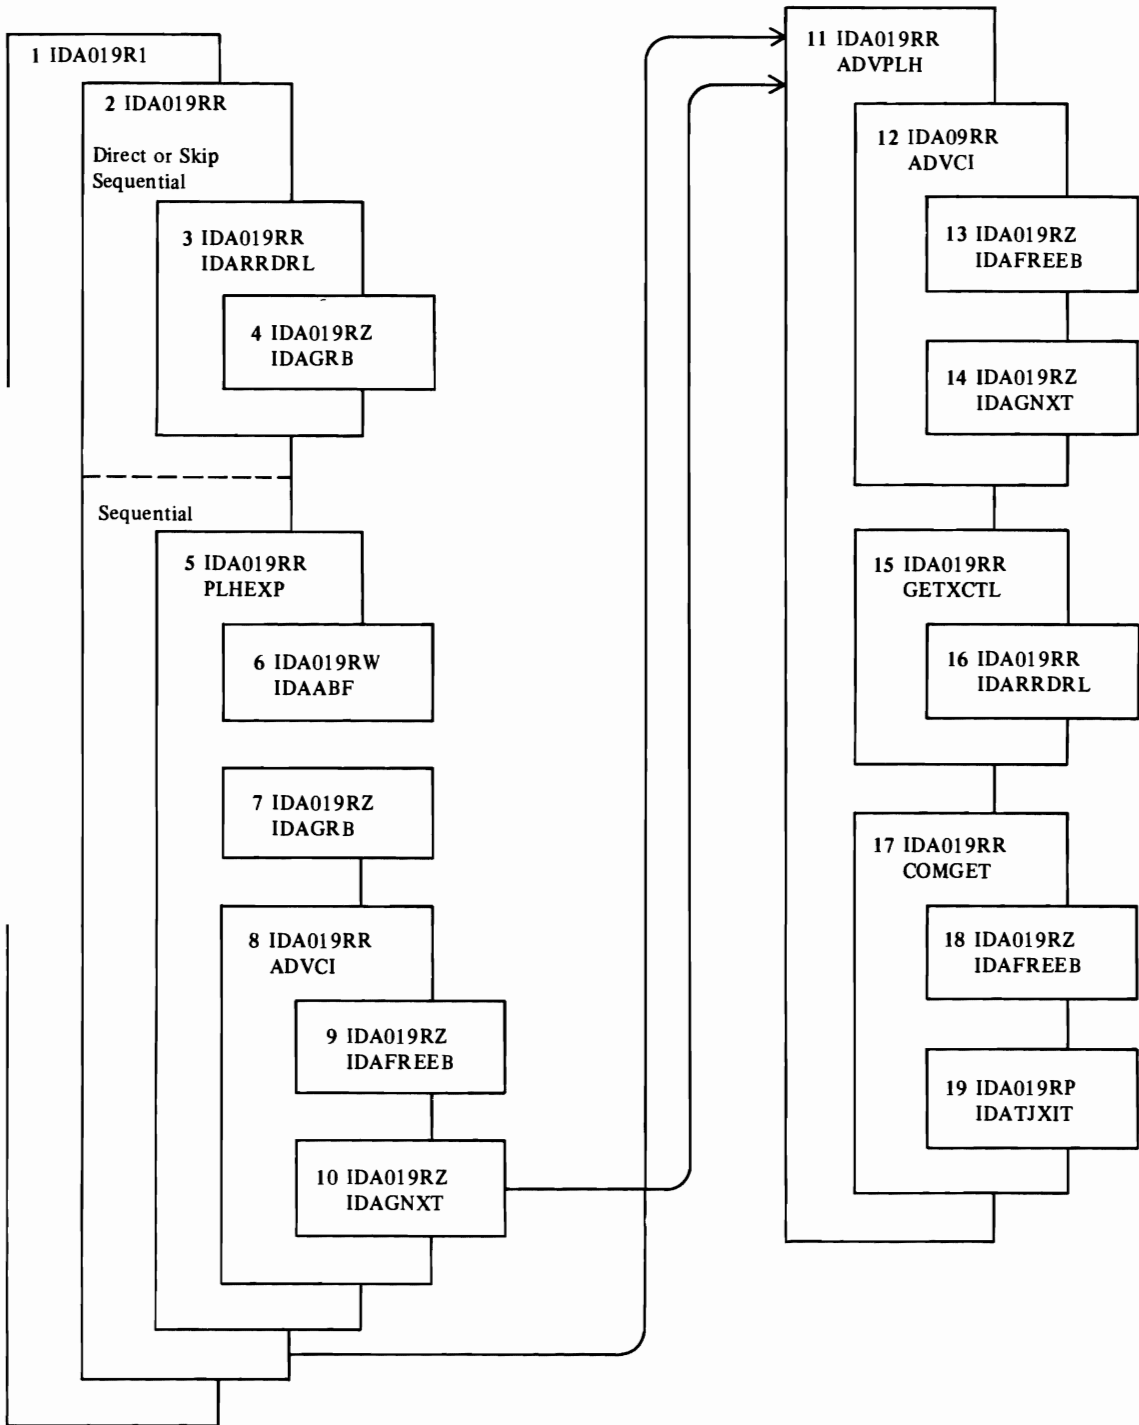 1 IDA019R1
2 IDA019RR
Direct or Skip
Sequential
3 IDA019RR
IDARRDRL
4 IDA019RZ
IDAGRB
Sequential
5 IDA019RR
PLHEXP
6 IDA019RW
IDAABF
7 IDA019RZ
IDAGRB
8 IDA019RR
ADVCI
9 IDA019RZ
IDAFREEB
10 IDA019RZ
IDAGNXT
11 IDA019RR
ADVPLH
12 IDA09RR
ADVCI
13 IDA019RZ
IDAFREEB
14 IDA019RZ
IDAGNXT
15 IDA019RR
GETXCTL
16 IDA019RR
IDARRDRL
17 IDA019RR
COMGET
18 IDA019RZ
IDAFREEB
19 IDA019RP
IDATJXIT